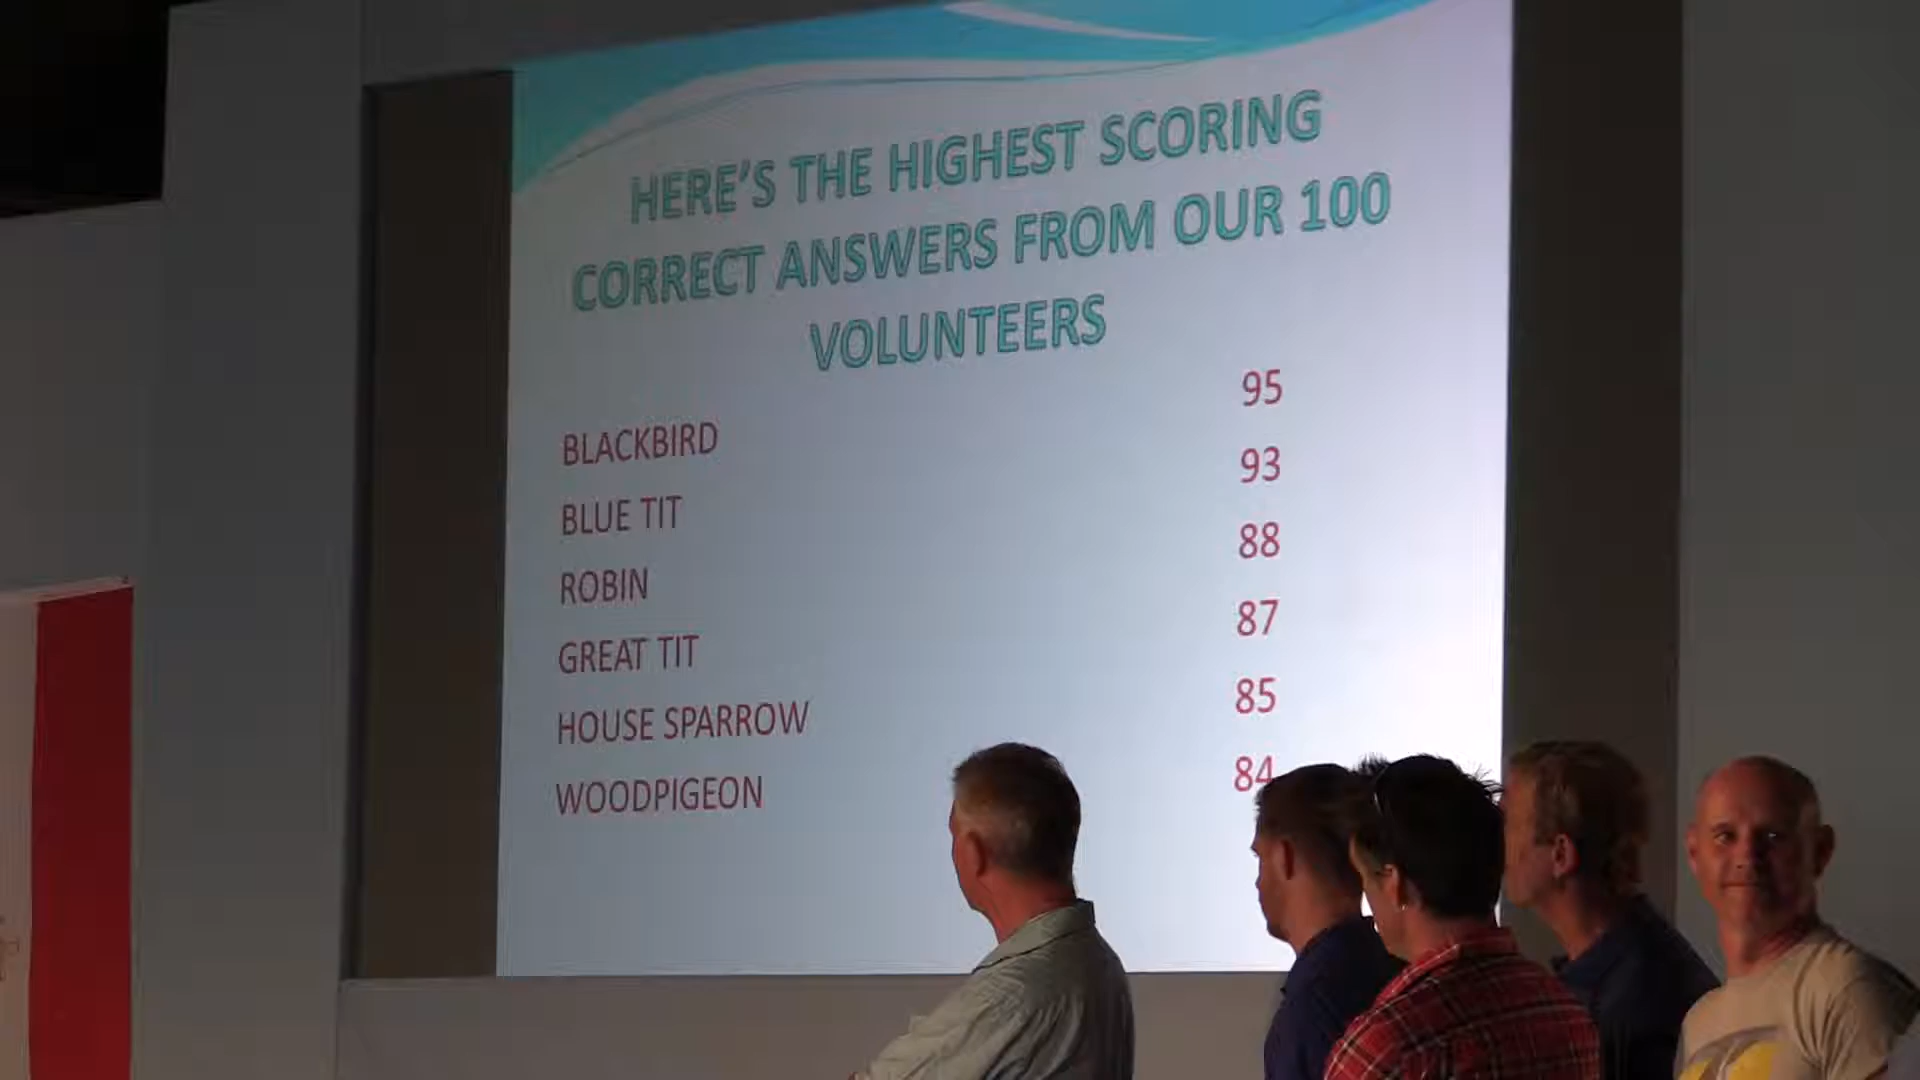 HERE'S THE HIGHEST SCORING
CORRECT ANSWERS FROM OUR 100
VOLUNTEERS
BLACKBIRD 95
BLUE TIT 93
ROBIN 88
GREAT TIT 87
HOUSE SPARROW 85
WOODPIGEON 84